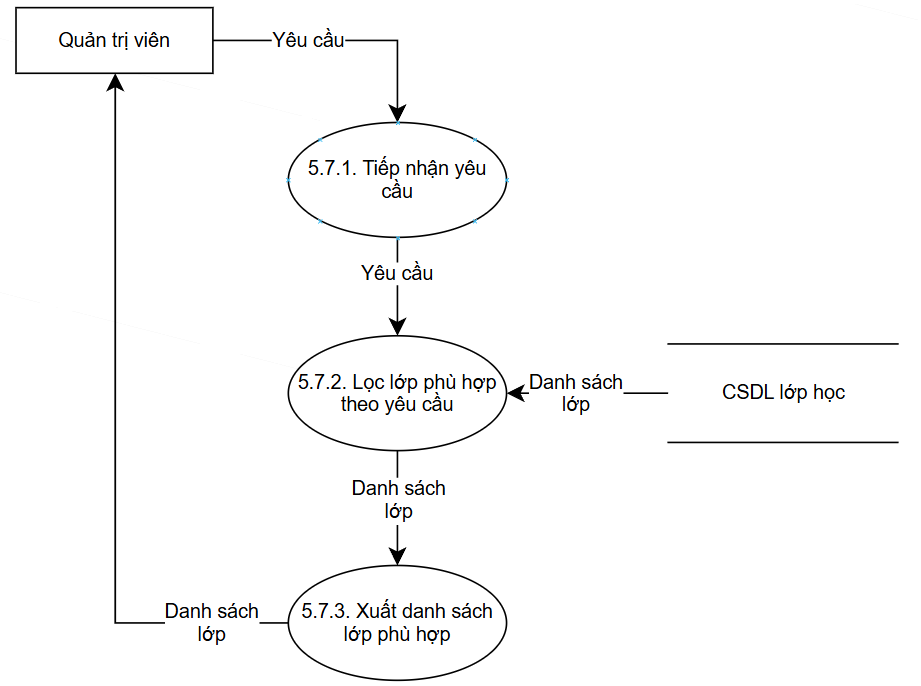 Quản trị viên
Yêu cầu
5.7.1. Tiếp nhận yêu
cầu
Yêu cầu
5.7.2. Lọc lớp phù hợp
theo yêu cầu
Danh sách
lớp
CSDL lớp học
Danh sách
lớp
5.7.3. Xuất danh sách
lớp phù hợp
Danh sách
lớp